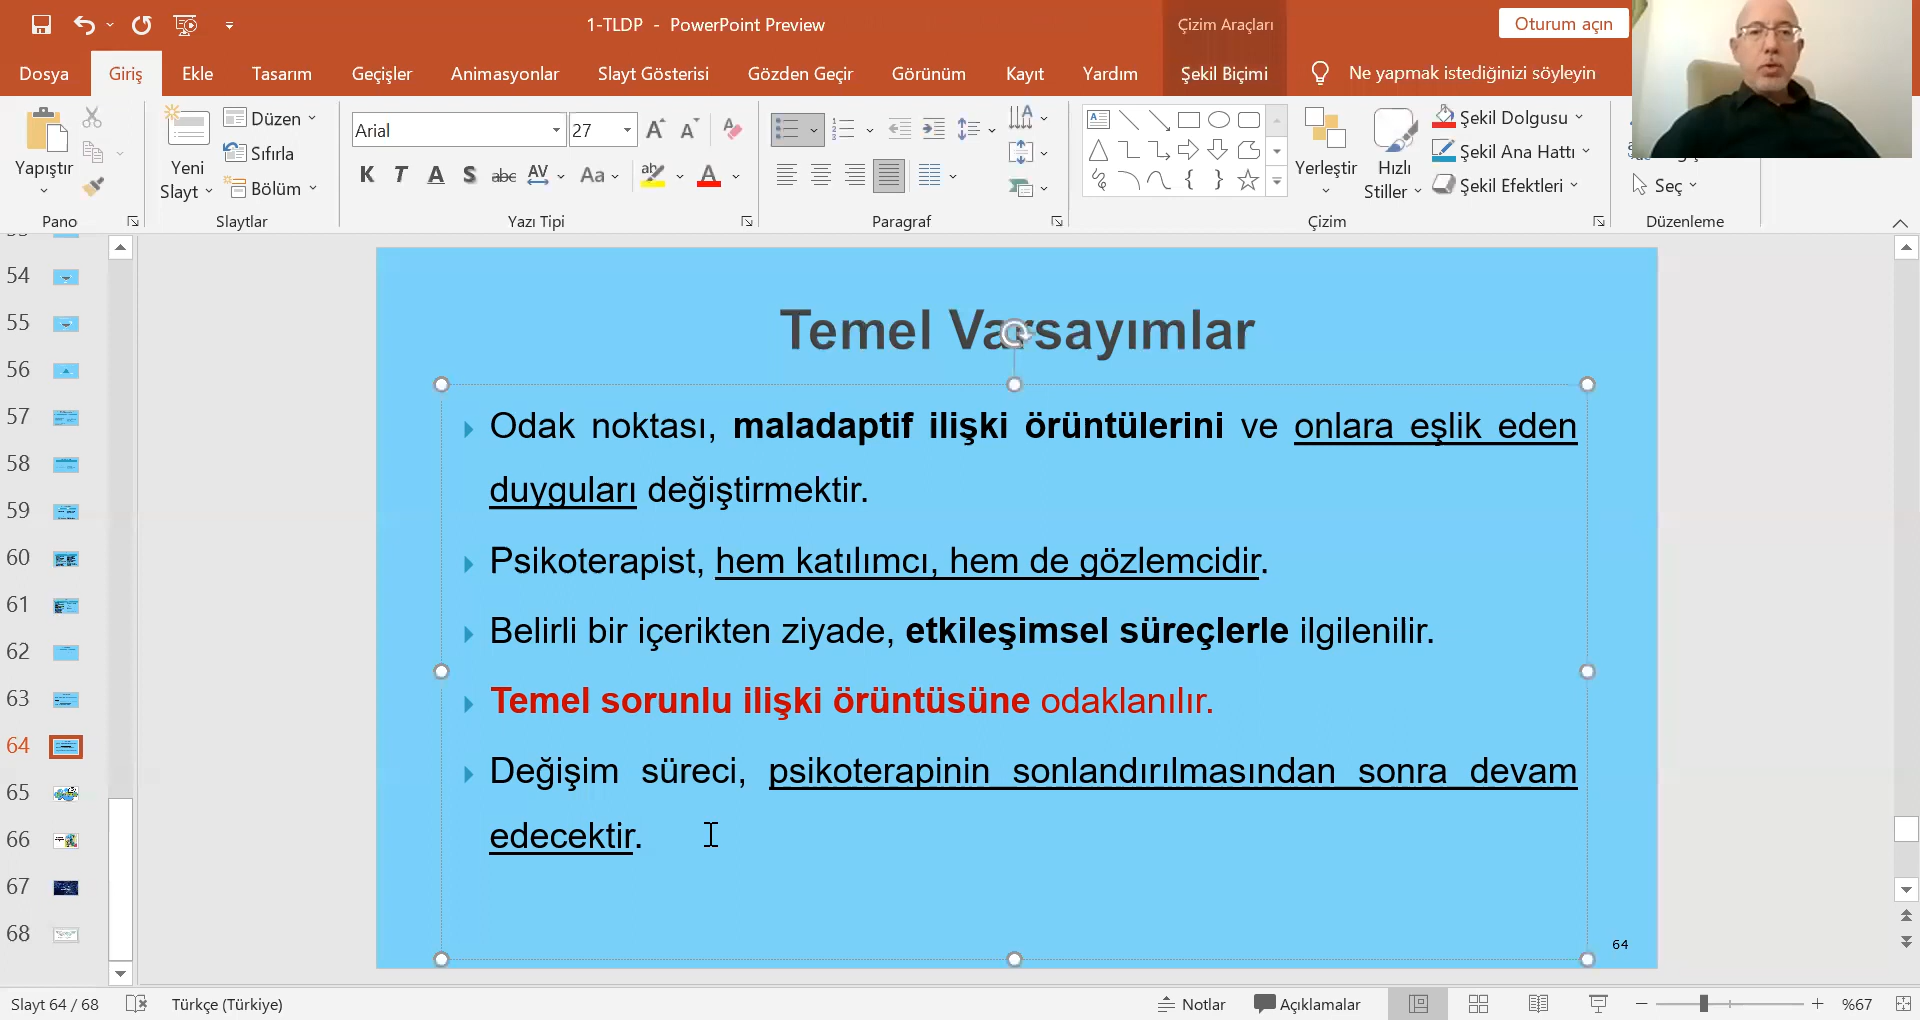 1-TLDP - PowerPoint Preview
Çizim Araçları
Oturum açın
Dosya
Giriş
Ekle
Tasarım
Geçişler
Animasyonlar
Slayt Gösterisi
Gözden Geçir
Görünüm
Kayıt
Yardım
Şekil Biçimi
Ne yapmak istediğinizi söyleyin
Yapıştır
Yeni
Slayt
Düzen
Sıfırla
Bölüm
Arial
27
K T A S abc AV Aa
Yerleştir
Hızlı
Stiller
Şekil Dolgusu
Şekil Ana Hattı
Şekil Efektleri
Seç
Pano
Slaytlar
Yazı Tipi
Paragraf
Çizim
Düzenleme
54
55
56
57
58
59
60
61
62
63
64
65
66
67
68
Temel Varsayımlar
Odak noktası, maladaptif ilişki örüntülerini ve onlara eşlik eden
duyguları değiştirmektir.
Psikoterapist, hem katılımcı, hem de gözlemcidir.
Belirli bir içerikten ziyade, etkileşimsel süreçlerle ilgilenilir.
Temel sorunlu ilişki örüntüsüne odaklanılır.
Değişim süreci, psikoterapinin sonlandırılmasından sonra devam
edecektir.
64
Slayt 64 / 68
Türkçe (Türkiye)
Notlar
Açıklamalar
%67